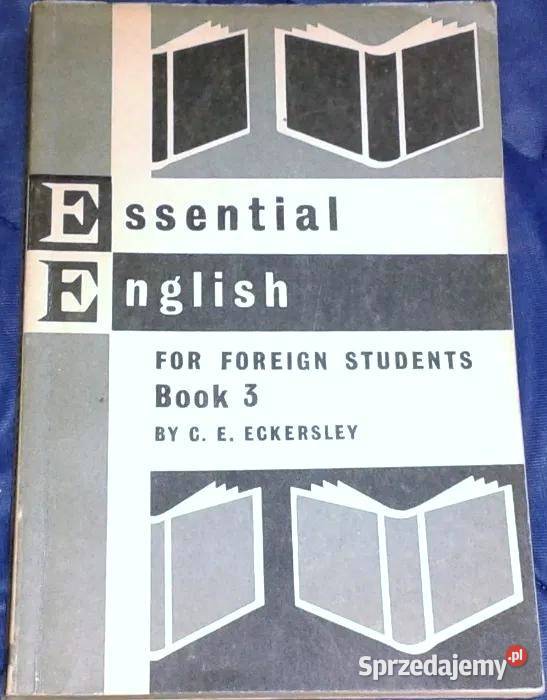 Essential
English
FOR FOREIGN STUDENTS
Book 3
BY C. E. ECKERSLEY
Sprzedajemy.pl